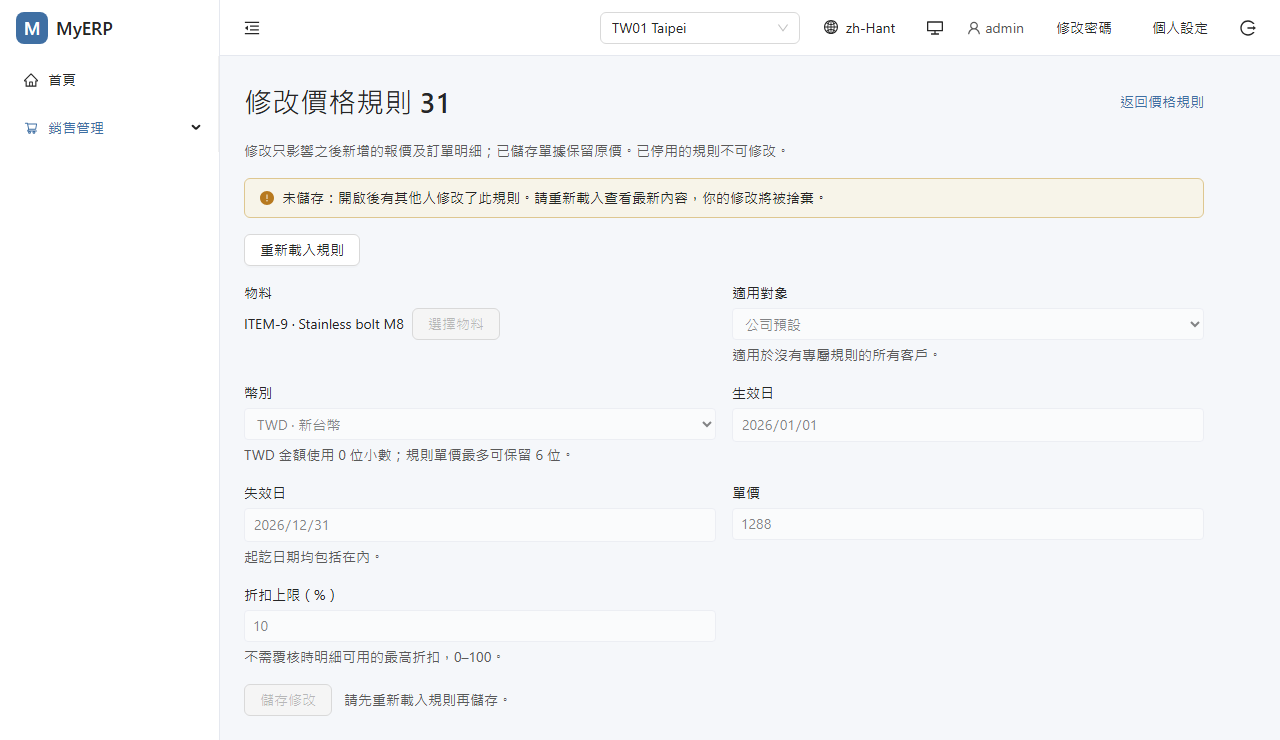 M MyERP
TW01 Taipei
zh-Hant
admin
修改密碼
個人設定
首頁
銷售管理
修改價格規則 31
返回價格規則
修改只影響之後新增的報價及訂單明細；已儲存單據保留原價。已停用的規則不可修改。
未儲存：開啟後有其他人修改了此規則。請重新載入查看最新內容，你的修改將被捨棄。
重新載入規則
物料
ITEM-9 · Stainless bolt M8
選擇物料
適用對象
公司預設
適用於沒有專屬規則的所有客戶。
幣別
TWD · 新台幣
TWD 金額使用 0 位小數；規則單價最多可保留 6 位。
生效日
2026/01/01
失效日
2026/12/31
起訖日期均包括在內。
單價
1288
折扣上限（%）
10
不需覆核時明細可用的最高折扣，0–100。
儲存修改
請先重新載入規則再儲存。